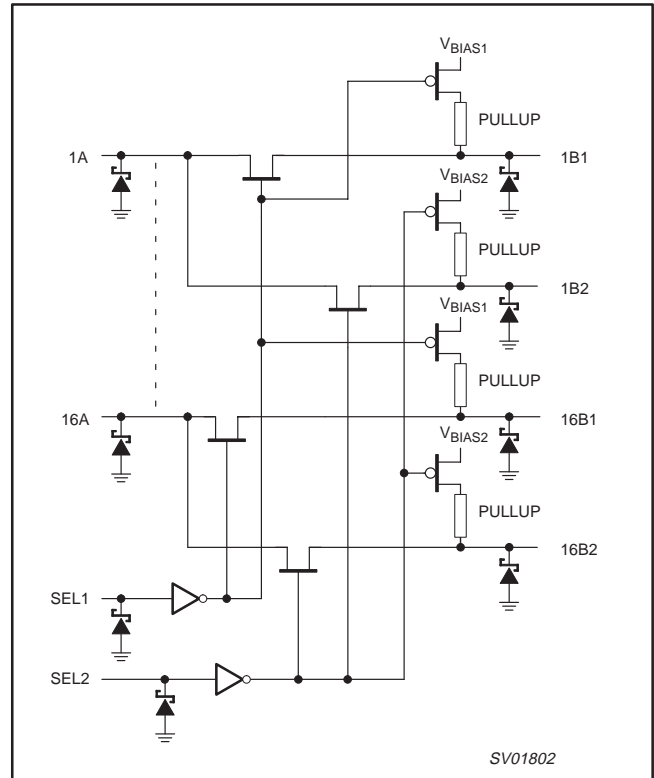 VBIAS1
PULLUP
1A
1B1
VBIAS2
PULLUP
1B2
VBIAS1
PULLUP
16A
16B1
VBIAS2
PULLUP
16B2
SEL1
SEL2
SV01802